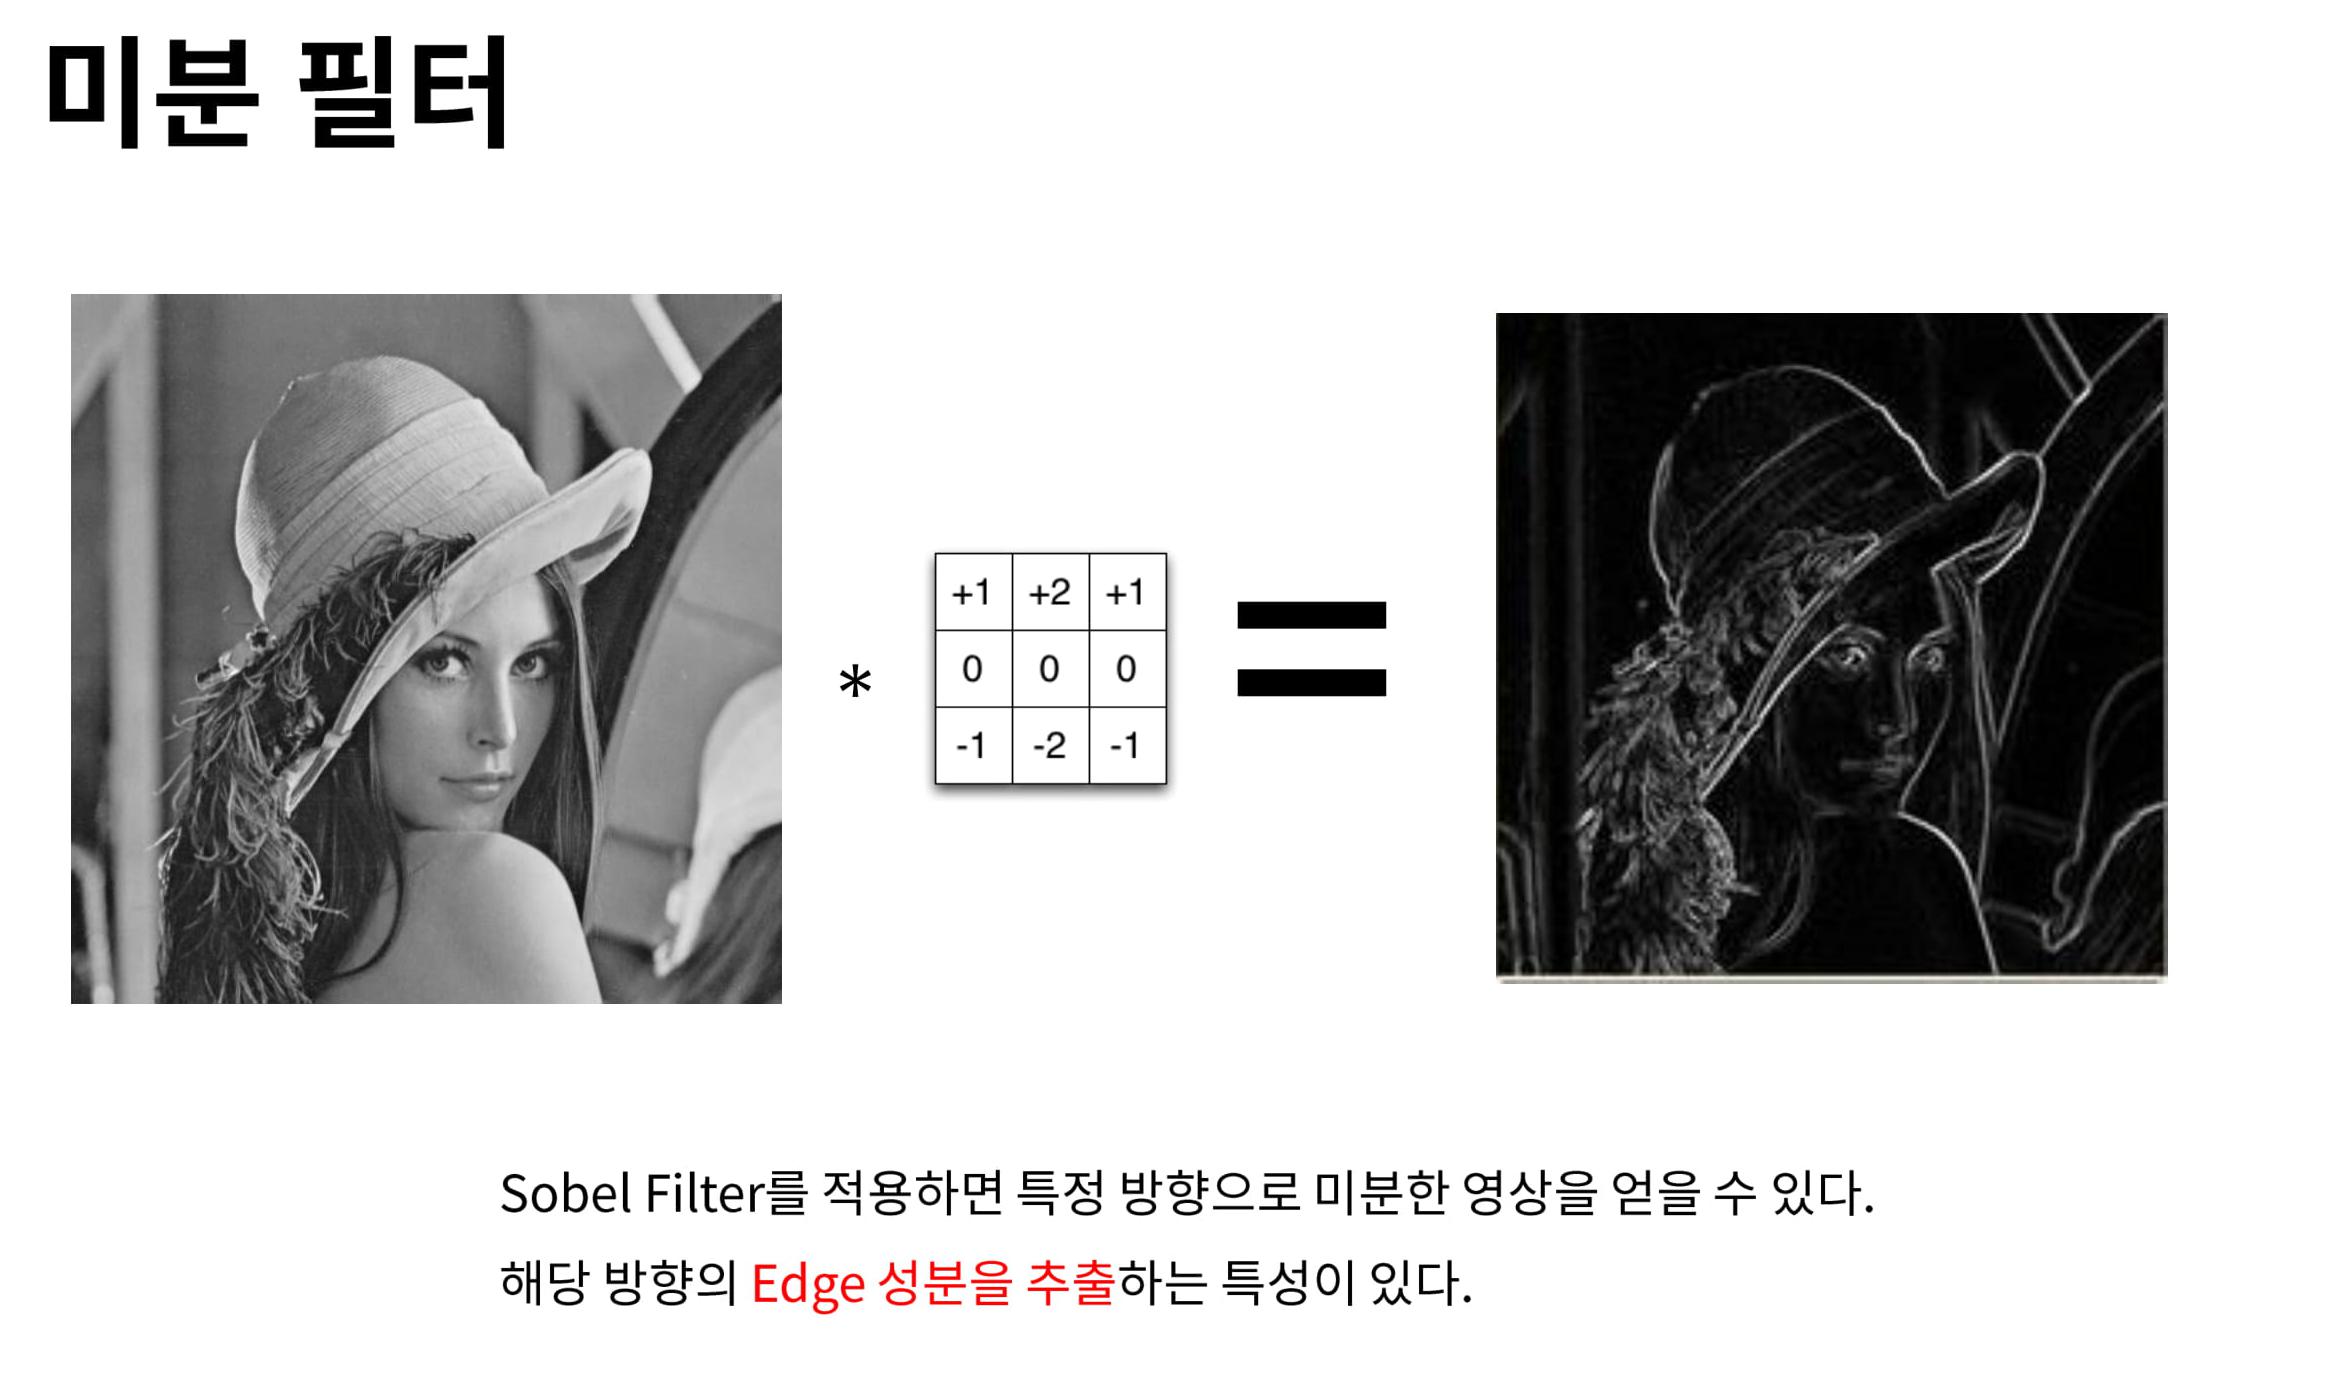 미분 필터
*
+1 +2 +1
0 0 0
-1 -2 -1
=
Sobel Filter를 적용하면 특정 방향으로 미분한 영상을 얻을 수 있다.
해당 방향의 Edge 성분을 추출하는 특성이 있다.